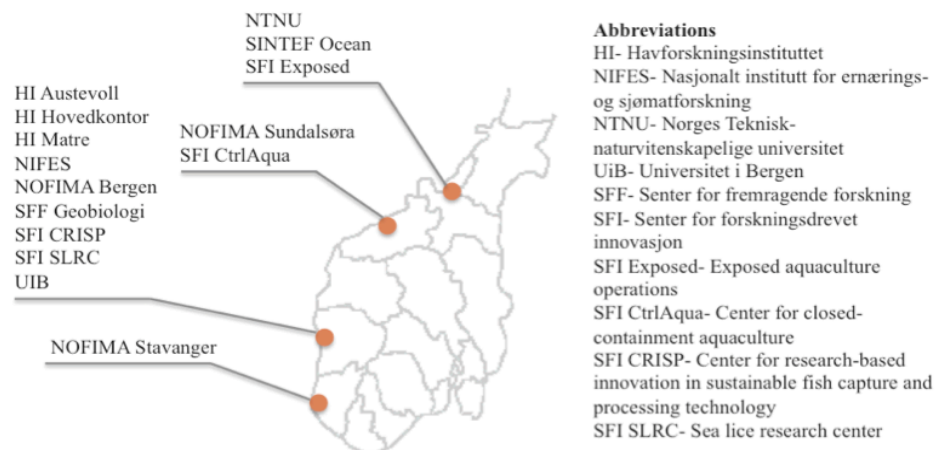 NTNU
SINTEF Ocean
SFI Exposed
HI Austevoll
HI Hovedkontor
HI Matre
NIFES
NOFIMA Bergen
SFF Geobiologi
SFI CRISP
SFI SLRC
UIB
NOFIMA Sundalsøra
SFI CtrlAqua
NOFIMA Stavanger
Abbreviations
HI- Havforskningsinstituttet
NIFES- Nasjonalt institutt for ernærings-
og sjømatforskning
NTNU- Norges Teknisk-
naturvitenskapelige universitet
UiB- Universitet i Bergen
SFF- Senter for fremragende forskning
SFI- Senter for forskningsdrevet
innovasjon
SFI Exposed- Exposed aquaculture
operations
SFI CtrlAqua- Center for closed-
containment aquaculture
SFI CRISP- Center for research-based
innovation in sustainable fish capture and
processing technology
SFI SLRC- Sea lice research center